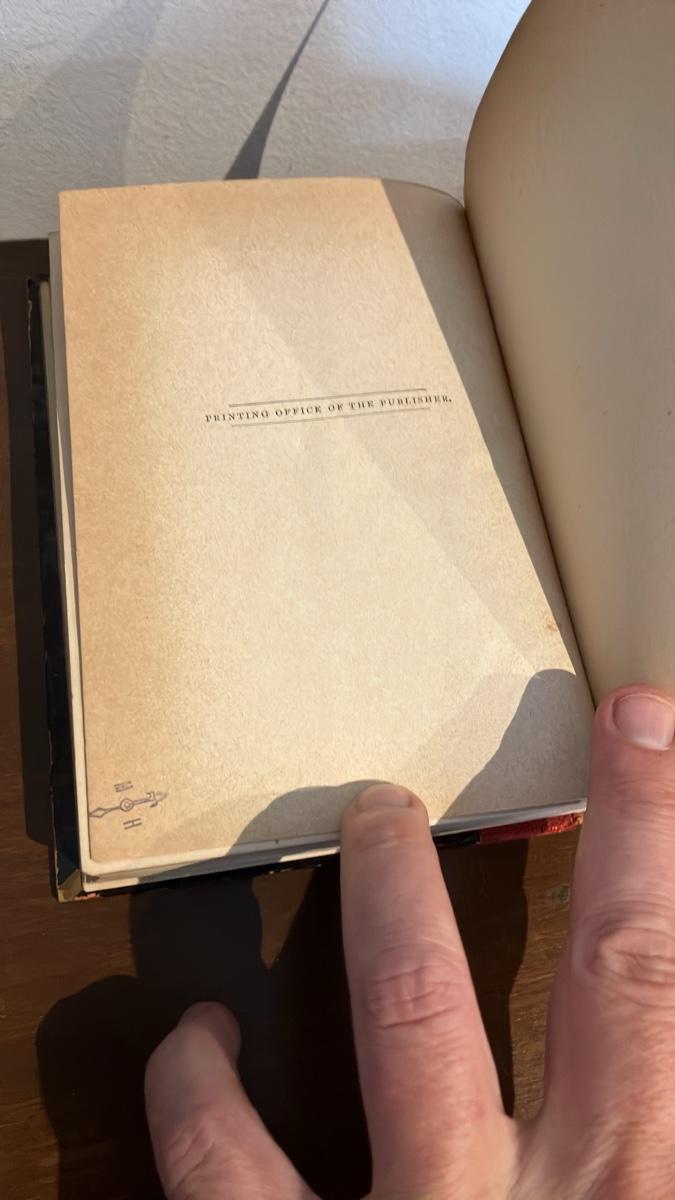 PRINTING OFFICE OF THE PUBLISHER.
H